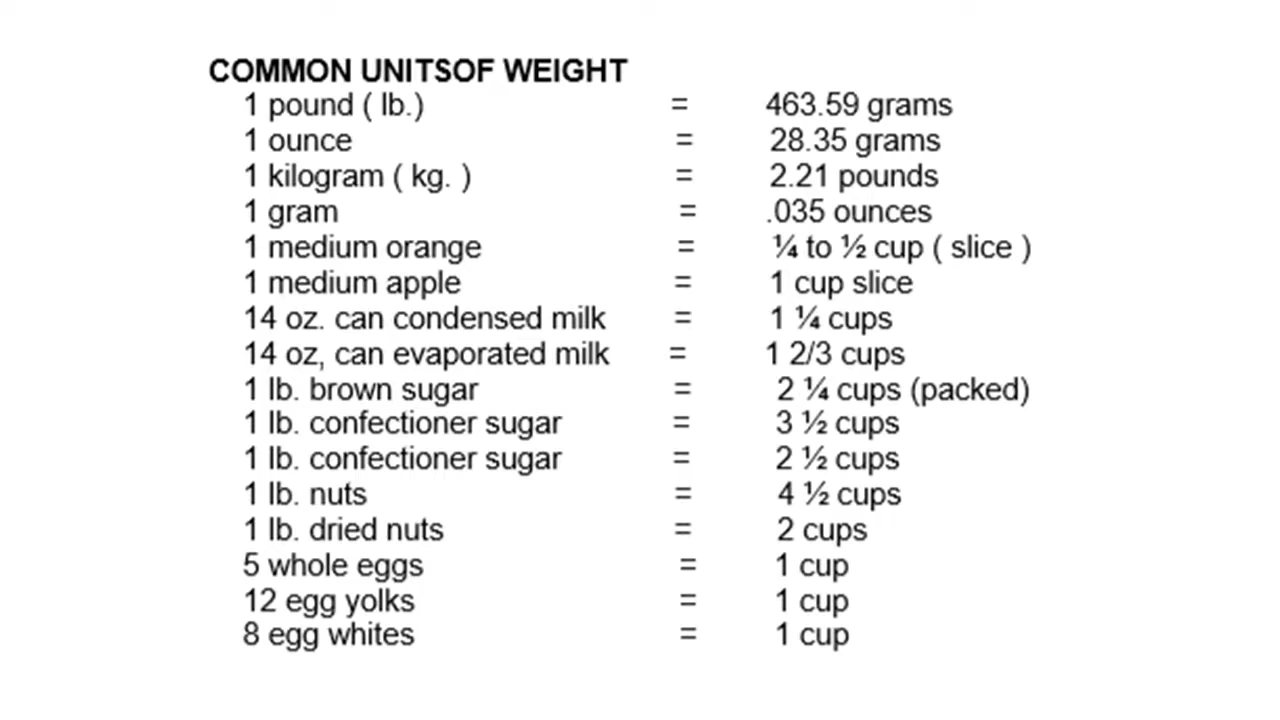 COMMON UNITSOF WEIGHT
1 pound ( lb.) = 463.59 grams
1 ounce = 28.35 grams
1 kilogram ( kg. ) = 2.21 pounds
1 gram = .035 ounces
1 medium orange = ¼ to ½ cup ( slice )
1 medium apple = 1 cup slice
14 oz. can condensed milk = 1 ¼ cups
14 oz, can evaporated milk = 1 2/3 cups
1 lb. brown sugar = 2 ¼ cups (packed)
1 lb. confectioner sugar = 3 ½ cups
1 lb. confectioner sugar = 2 ½ cups
1 lb. nuts = 4 ½ cups
1 lb. dried nuts = 2 cups
5 whole eggs = 1 cup
12 egg yolks = 1 cup
8 egg whites = 1 cup